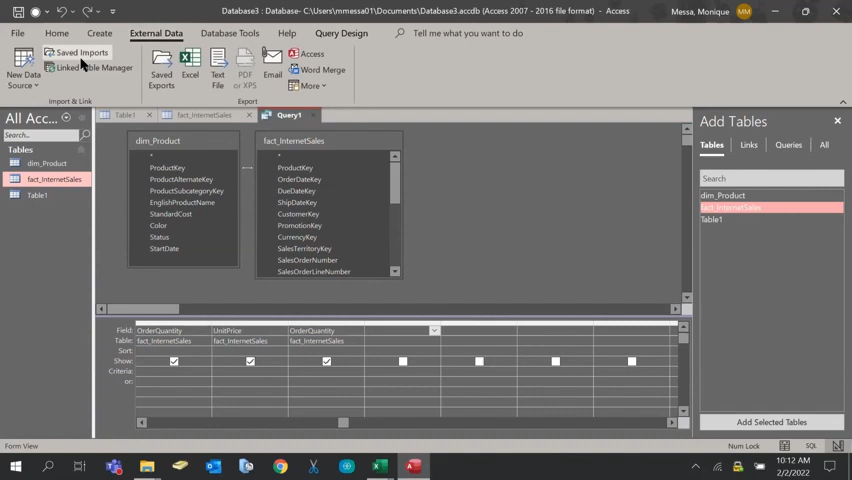 Database3 : Database- C:\users\mmessa01\Documents\Database3.accdb (Access 2007 - 2016 file format)
Messa, Monique
MM
File
Home
Create
External Data
Database Tools
Help
Query Design
Tell me what you want to do
New Data
Source
Saved Imports
Linked Table Manager
Import & Link
Saved
Exports
Excel
Text
File
PDF
or XPS
Email
Access
Word Merge
More
Export
All Acc...
Search...
Tables
dim_Product
fact_InternetSales
Table1
Table1
fact_InternetSales
Query1
dim_Product
*
ProductKey
ProductAlternateKey
ProductSubcategoryKey
EnglishProductName
StandardCost
Color
Status
StartDate
fact_InternetSales
*
ProductKey
OrderDateKey
DueDateKey
ShipDateKey
CustomerKey
PromotionKey
CurrencyKey
SalesTerritoryKey
SalesOrderNumber
SalesOrderLineNumber
Field: OrderQuantity UnitPrice OrderQuantity
Table: fact_InternetSales fact_InternetSales fact_InternetSales
Sort:
Show:
Criteria:
or:
Add Tables
Tables Links Queries All
Search
dim_Product
fact_InternetSales
Table1
Add Selected Tables
Form View
Num Lock
SQL
10:12 AM
2/2/2022